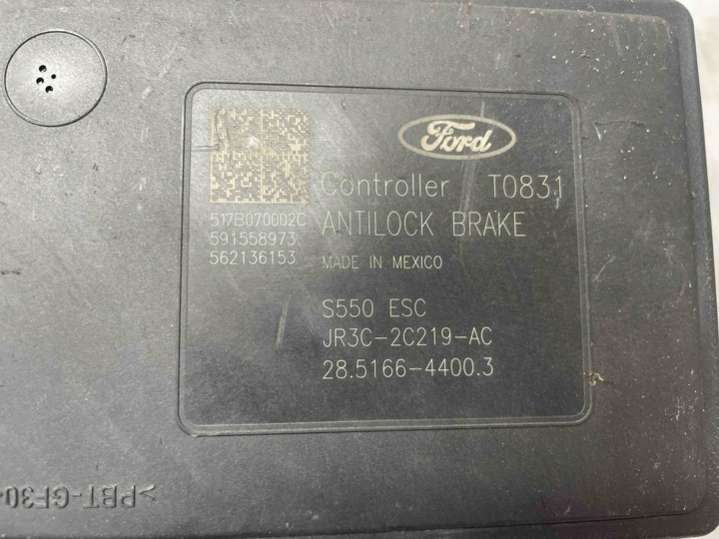 Ford
Controller T0831
517B070002C
ANTILOCK BRAKE
591558973
562136153
MADE IN MEXICO
S550 ESC
JR3C-2C219-AC
28.5166-4400.3
>PBT-GF30